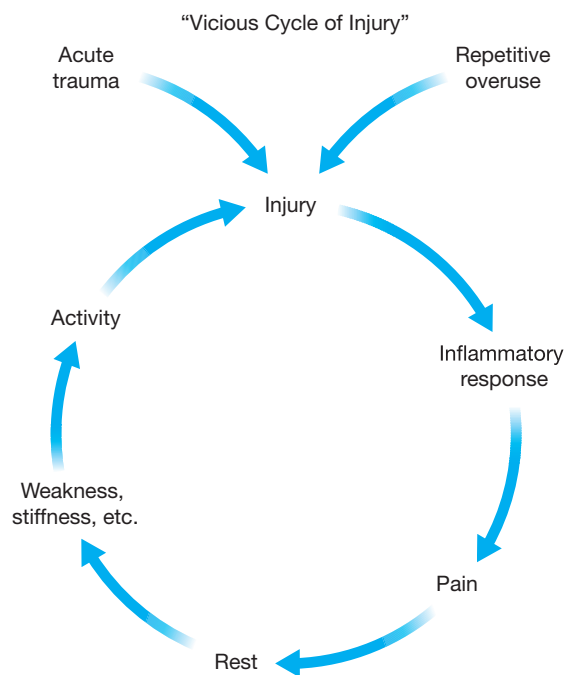 “Vicious Cycle of Injury”
Acute
trauma
Repetitive
overuse
Injury
Inflammatory
response
Pain
Rest
Weakness,
stiffness, etc.
Activity